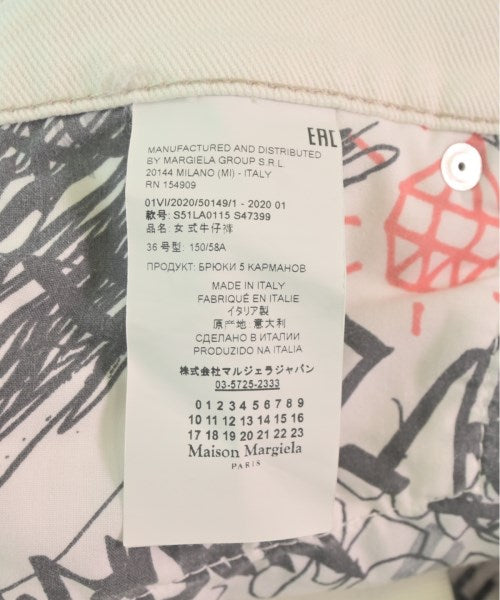 EAC
MANUFACTURED AND DISTRIBUTED
BY MARGIELA GROUP S.R.L.
20144 MILANO (MI) - ITALY
RN 154909
01VI/2020/50149/1 - 2020 01
款号: S51LA0115 S47399
品名: 女式牛仔裤
36 号型: 150/58A
ПРОДУКТ: БРЮКИ 5 КАРМАНОВ
MADE IN ITALY
FABRIQUÉ EN ITALIE
イタリア製
原产地: 意大利
СДЕЛАНО В ИТАЛИИ
PRODUZIDO NA ITALIA
株式会社マルジェラジャパン
03-5725-2333
0 1 2 3 4 5 6 7 8 9
10 11 12 13 14 15 16
17 18 19 20 21 22 23
Maison Margiela
PARIS